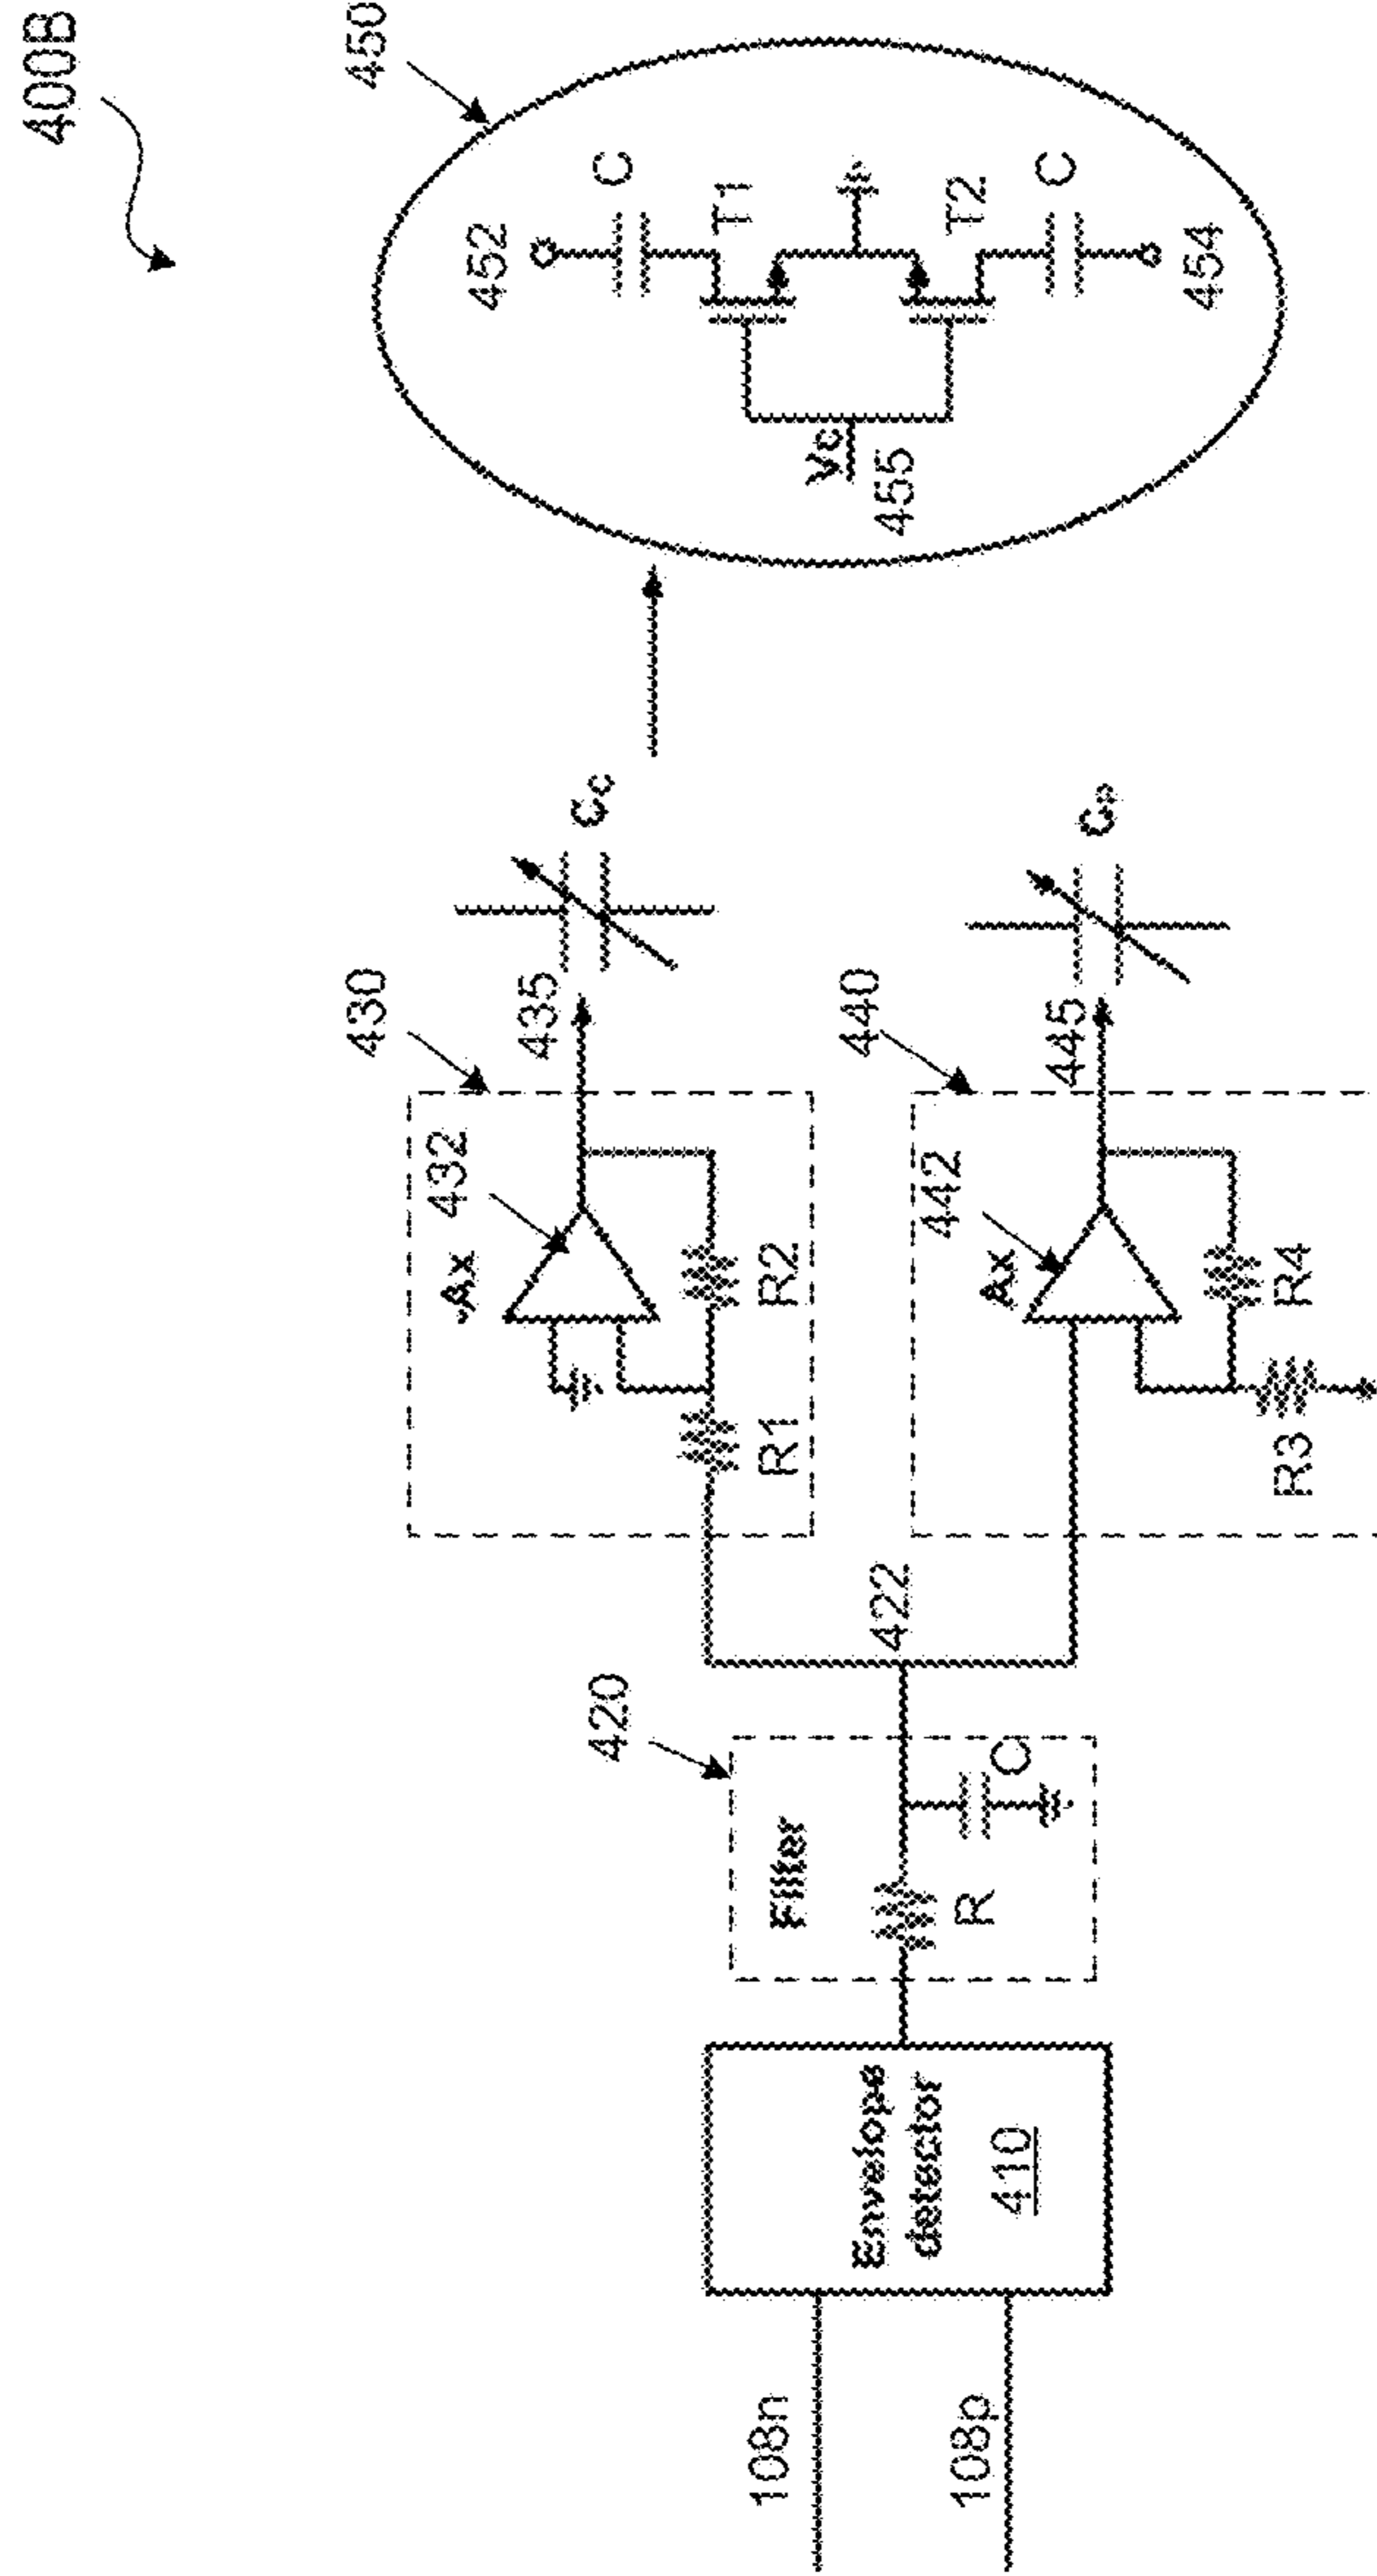 400B
450
452
C
T1
Vc
455
T2
C
454
430
432
-Ax
435
Cc
R1
R2
440
442
Ax
445
Cp
R3
R4
422
420
Filter
R
C
Envelope
detector
410
108n
108p